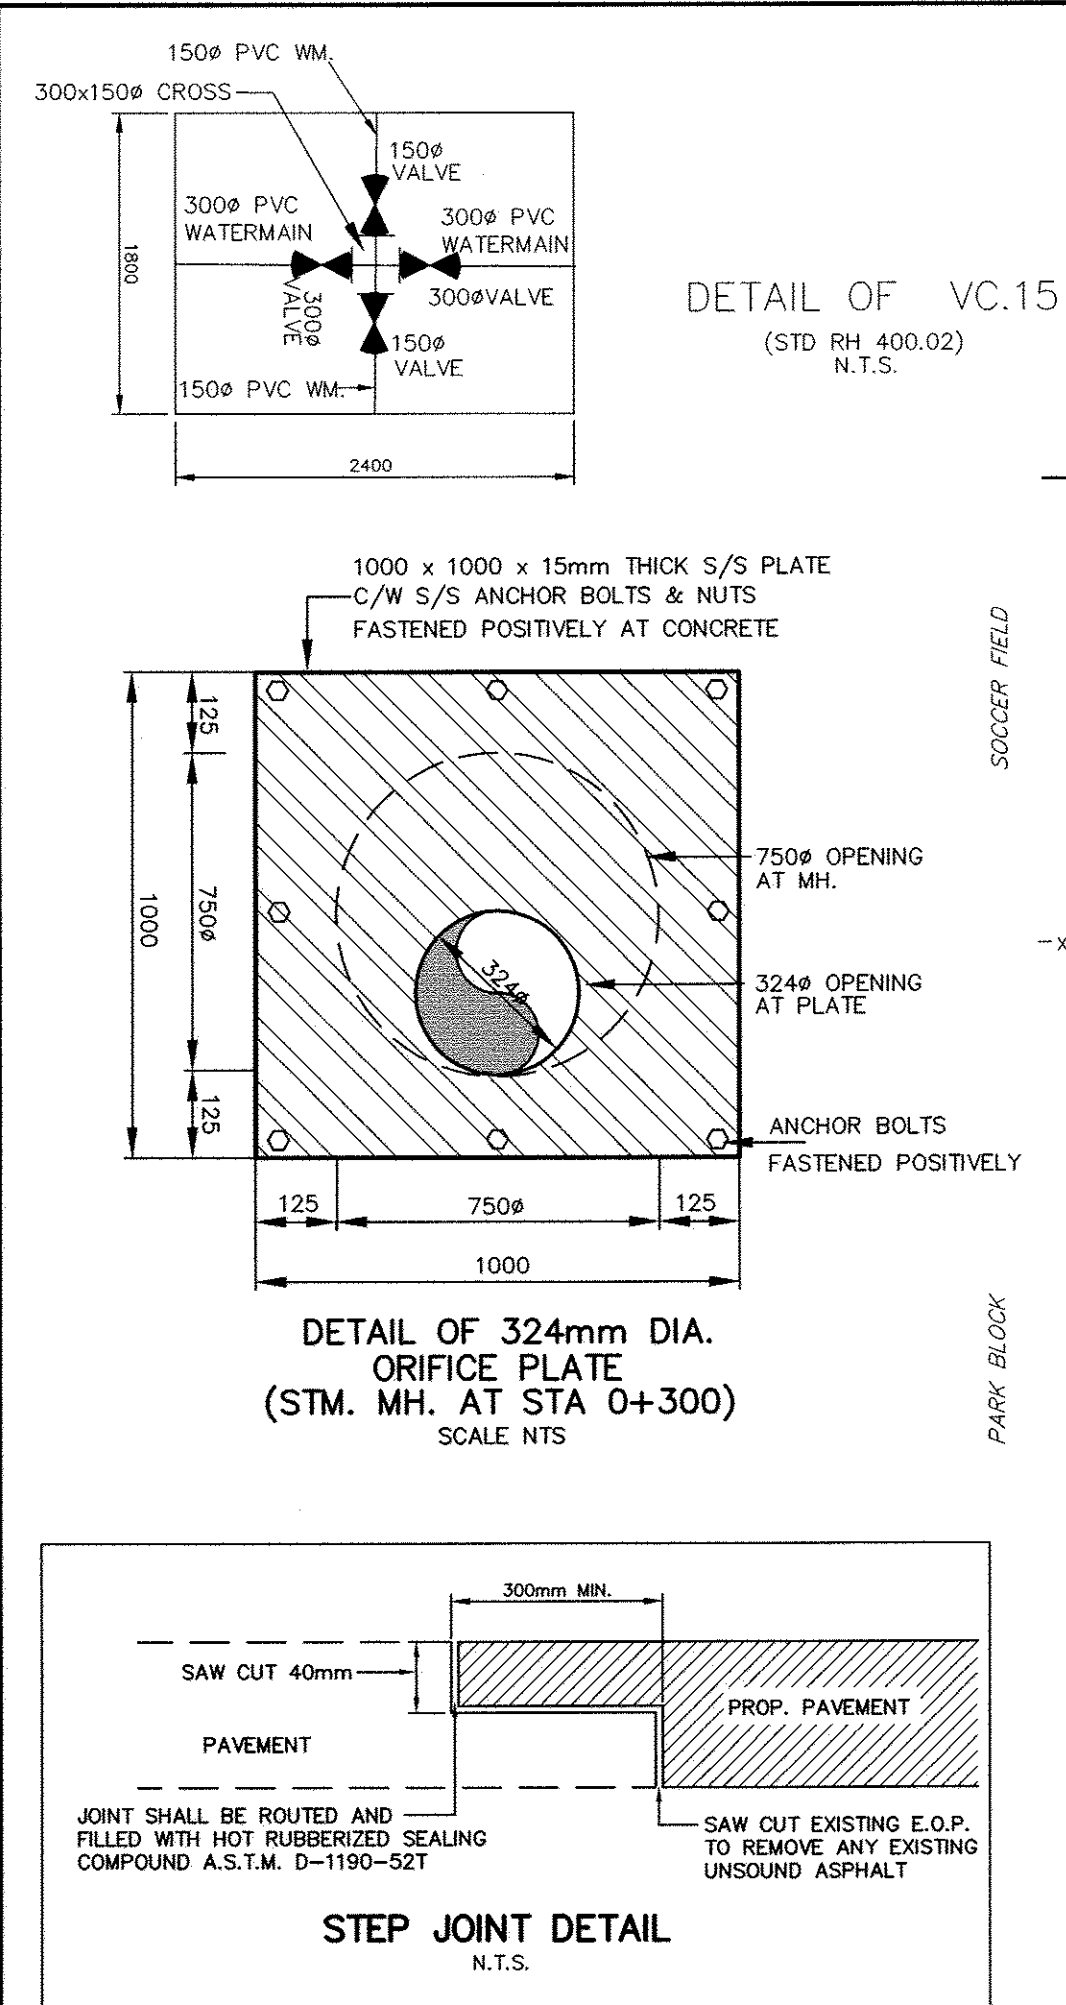 150ø PVC WM.
300x150ø CROSS
150ø
VALVE
300ø PVC
WATERMAIN
300ø PVC
WATERMAIN
1800
300ø
VALVE
300øVALVE
150ø
VALVE
150ø PVC WM.
2400
DETAIL OF VC.15
(STD RH 400.02)
N.T.S.
1000 x 1000 x 15mm THICK S/S PLATE
C/W S/S ANCHOR BOLTS & NUTS
FASTENED POSITIVELY AT CONCRETE
SOCCER FIELD
125
750ø
1000
125
750ø OPENING
AT MH.
X
324ø
324ø OPENING
AT PLATE
ANCHOR BOLTS
FASTENED POSITIVELY
125
750ø
125
1000
DETAIL OF 324mm DIA.
ORIFICE PLATE
(STM. MH. AT STA 0+300)
SCALE NTS
PARK BLOCK
300mm MIN.
SAW CUT 40mm
PROP. PAVEMENT
PAVEMENT
JOINT SHALL BE ROUTED AND
FILLED WITH HOT RUBBERIZED SEALING
COMPOUND A.S.T.M. D-1190-52T
SAW CUT EXISTING E.O.P.
TO REMOVE ANY EXISTING
UNSOUND ASPHALT
STEP JOINT DETAIL
N.T.S.